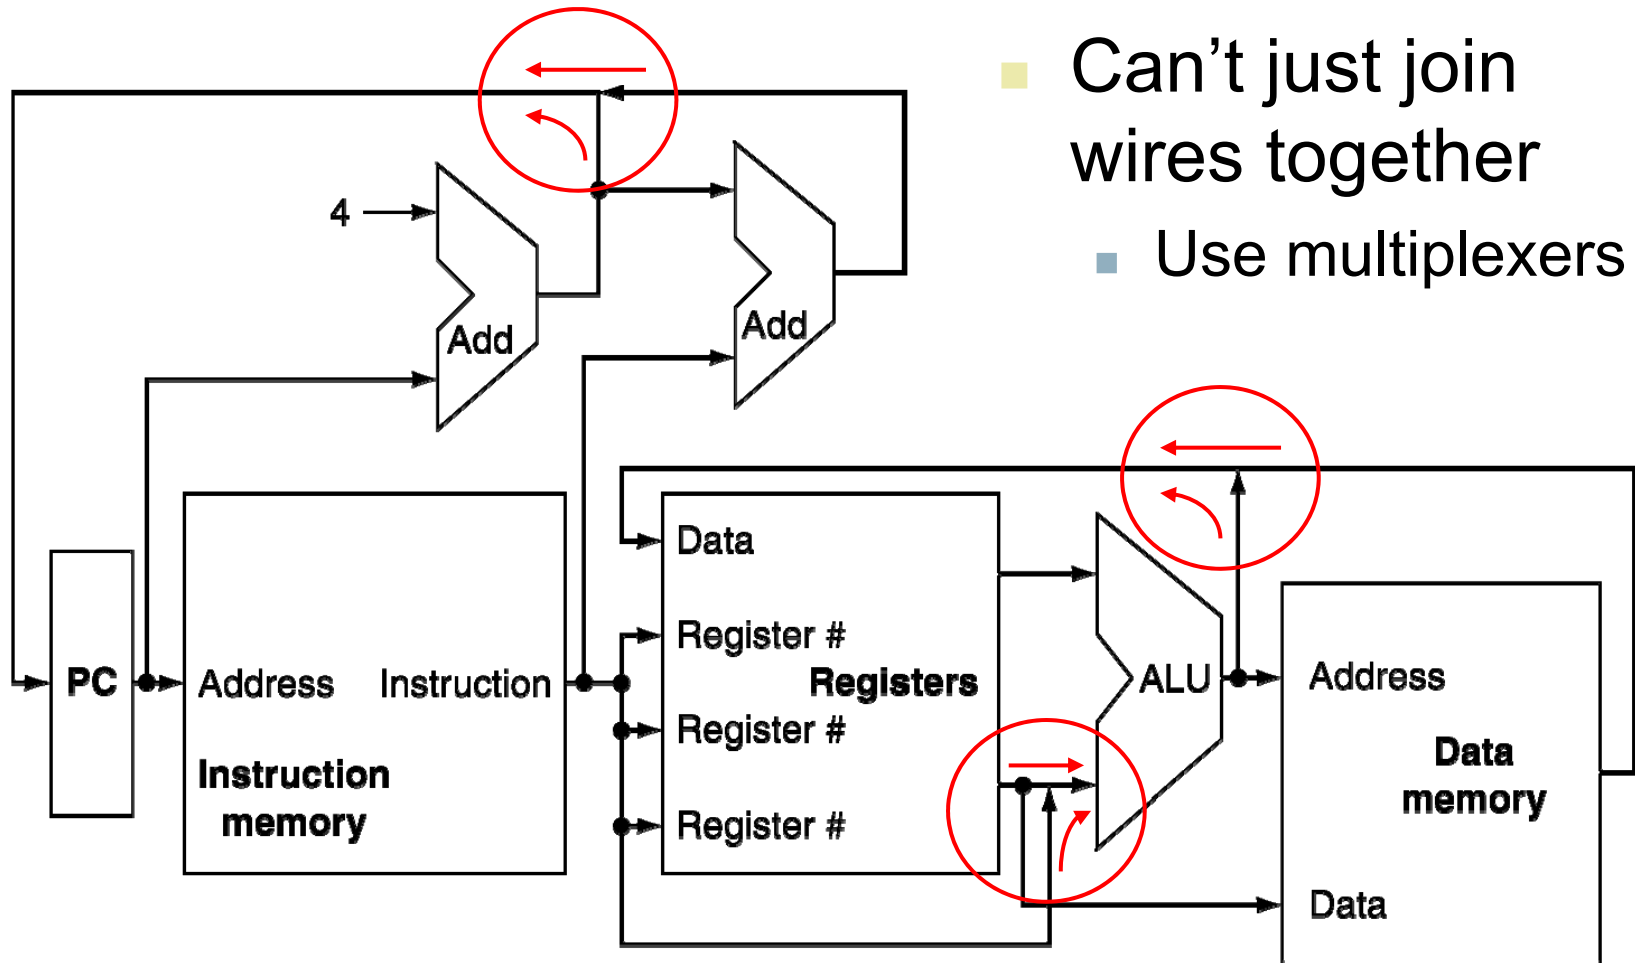 Can't just join
wires together
Use multiplexers
4
Add
Add
Data
Register #
PC
Address
Instruction
Registers
ALU
Address
Register #
Instruction
memory
Data
memory
Register #
Data